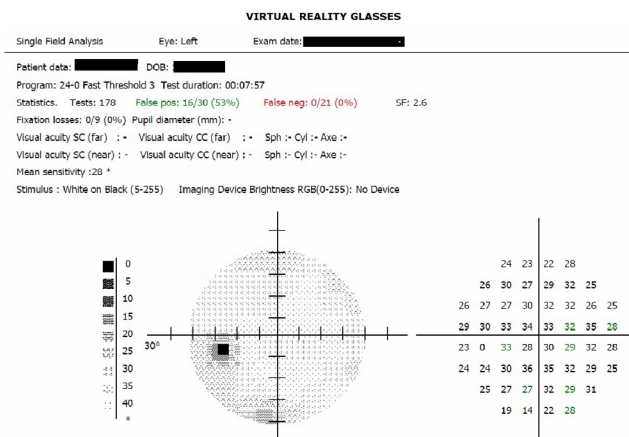 VIRTUAL REALITY GLASSES
Single Field Analysis Eye: Left Exam date:
Patient data: DOB:
Program: 24-0 Fast Threshold 3 Test duration: 00:07:57
Statistics. Tests: 178 False pos: 16/30 (53%) False neg: 0/21 (0%) SF: 2.6
Fixation losses: 0/9 (0%) Pupil diameter (mm): -
Visual acuity SC (far) : - Visual acuity CC (far) : - Sph :- Cyl :- Axe :-
Visual acuity SC (near) : - Visual acuity CC (near) : - Sph :- Cyl :- Axe :-
Mean sensitivity :28 *
Stimulus : White on Black (5-255) Imaging Device Brightness RGB(0-255): No Device
0
5
10
15
20
25
30
35
40
*
30°
24 23 22 28
26 30 27 29 32 25
26 27 27 30 32 32 26 25
29 30 33 34 33 32 35 28
23 0 33 28 30 29 32 28
24 24 30 36 35 32 29 25
25 27 27 32 29 31
19 14 22 28